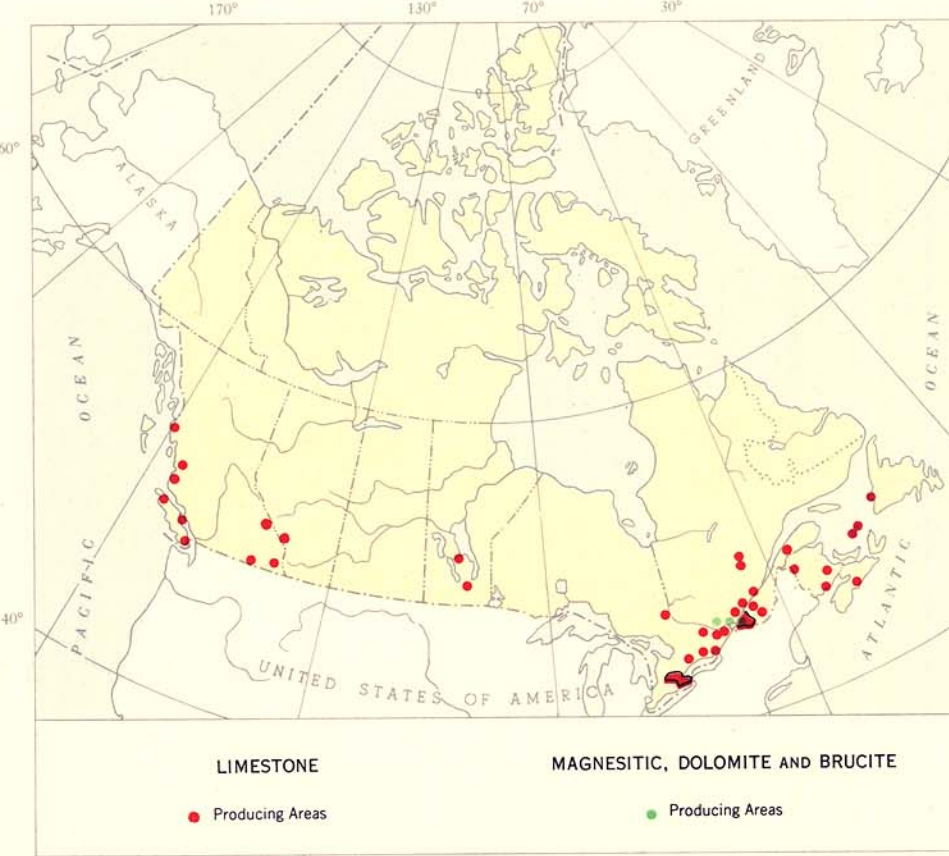 170°
130°
70°
30°
60°
ALASKA
GREENLAND
PACIFIC OCEAN
ATLANTIC OCEAN
40°
UNITED STATES OF AMERICA
LIMESTONE
Producing Areas
MAGNESITIC, DOLOMITE AND BRUCITE
Producing Areas